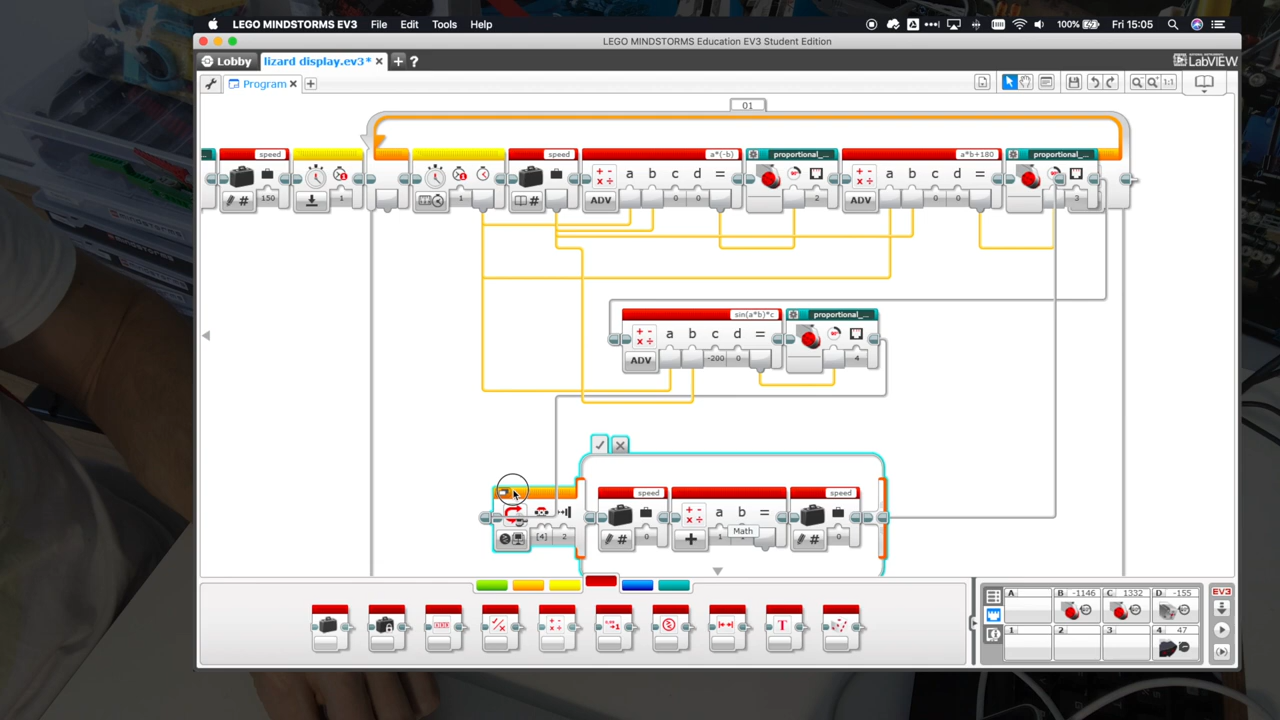 LEGO MINDSTORMS EV3 File Edit Tools Help 100% Fri 15:05
LEGO MINDSTORMS Education EV3 Student Edition
Lobby lizard display.ev3* + ? LabVIEW
Program 1:1
01
speed speed a*(-b) proportional_... a*b+180 proportional_...
a b c d = a b c d =
# 150 1 1 # ADV 0 0 2 ADV 0 0 3
sin(a*b)*c proportional_...
a b c d =
ADV -200 0 4
speed speed
a b =
Math
[4] 2 # 0 1 # 0
A B -1146 C 1332 D -155 EV3
1 2 3 4 47
T